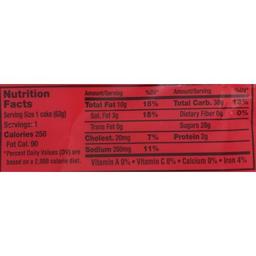 Nutrition Facts
Serving Size 1 cake (63g)
Servings: 1
Calories 250
Fat Cal. 90
*Percent Daily Values (DV) are
based on a 2,000 calorie diet.
Amount/Serving %DV*
Total Fat 10g 15%
Sat. Fat 3g 15%
Trans Fat 0g
Cholest. 20mg 7%
Sodium 260mg 11%
Amount/Serving %DV*
Total Carb. 38g 13%
Dietary Fiber 0g 0%
Sugars 28g
Protein 2g
Vitamin A 0% • Vitamin C 0% • Calcium 0% • Iron 4%